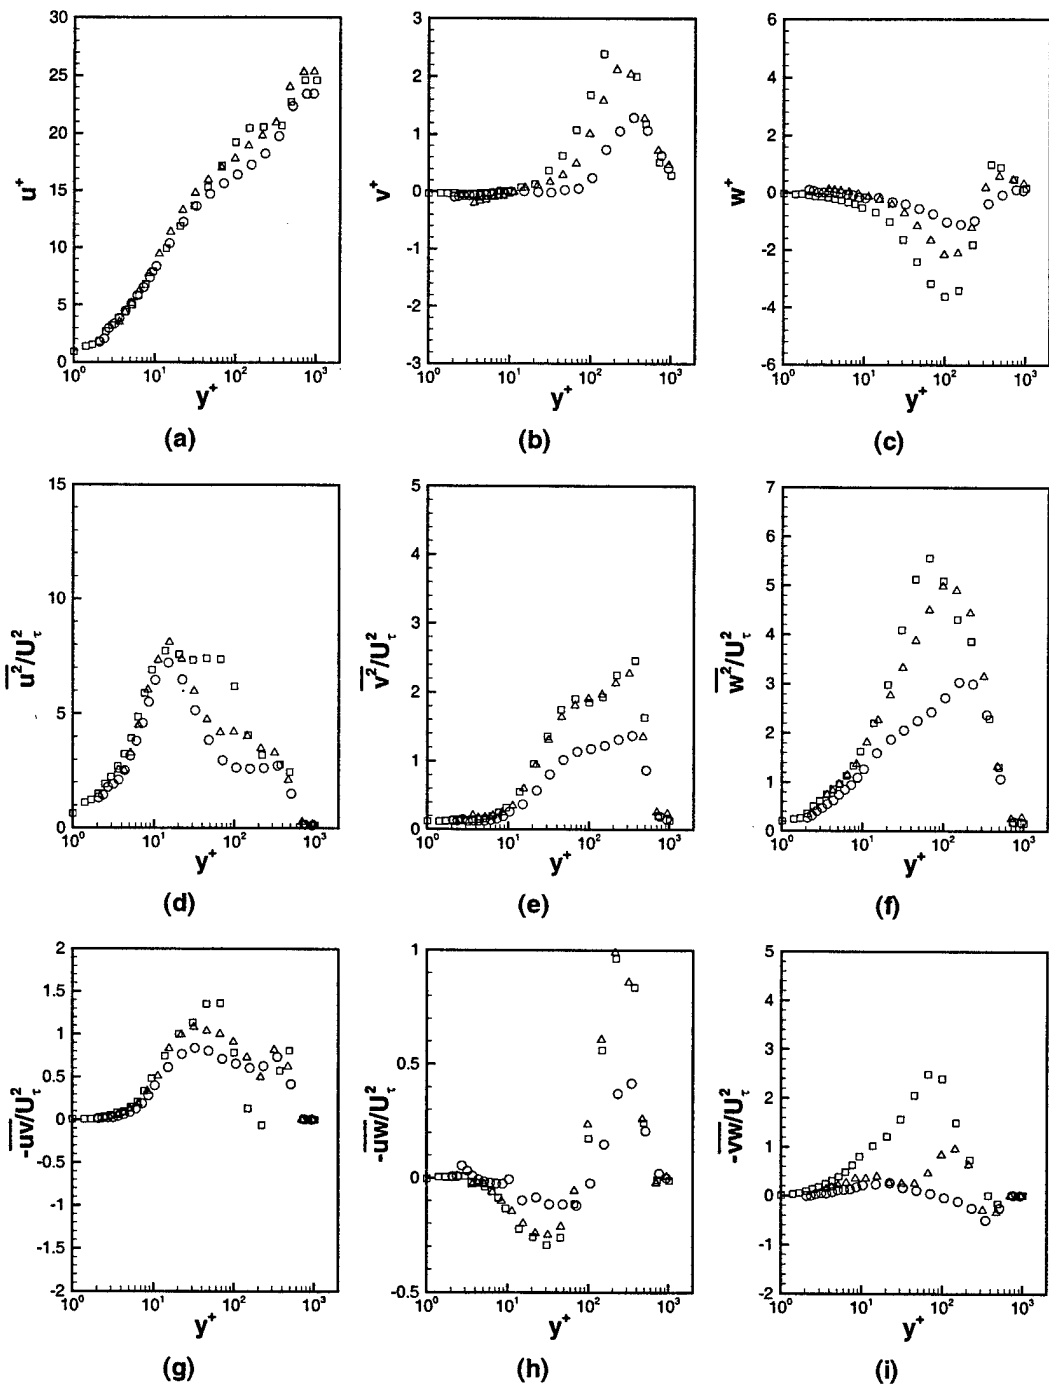 30
25
20
15
10
5
0
u⁺
10⁰ 10¹ 10² 10³
y⁺
(a)
3
2
1
0
-1
-2
-3
v⁺
10⁰ 10¹ 10² 10³
y⁺
(b)
6
4
2
0
-2
-4
-6
w⁺
10⁰ 10¹ 10² 10³
y⁺
(c)
15
10
5
0
u²/U²τ
10⁰ 10¹ 10² 10³
y⁺
(d)
5
4
3
2
1
0
v²/U²τ
10⁰ 10¹ 10² 10³
y⁺
(e)
7
6
5
4
3
2
1
0
w²/U²τ
10⁰ 10¹ 10² 10³
y⁺
(f)
2
1.5
1
0.5
0
-0.5
-1
-1.5
-2
-uv/U²τ
10⁰ 10¹ 10² 10³
y⁺
(g)
1
0.5
0
-0.5
-uw/U²τ
10⁰ 10¹ 10² 10³
y⁺
(h)
5
4
3
2
1
0
-1
-2
-vw/U²τ
10⁰ 10¹ 10² 10³
y⁺
(i)